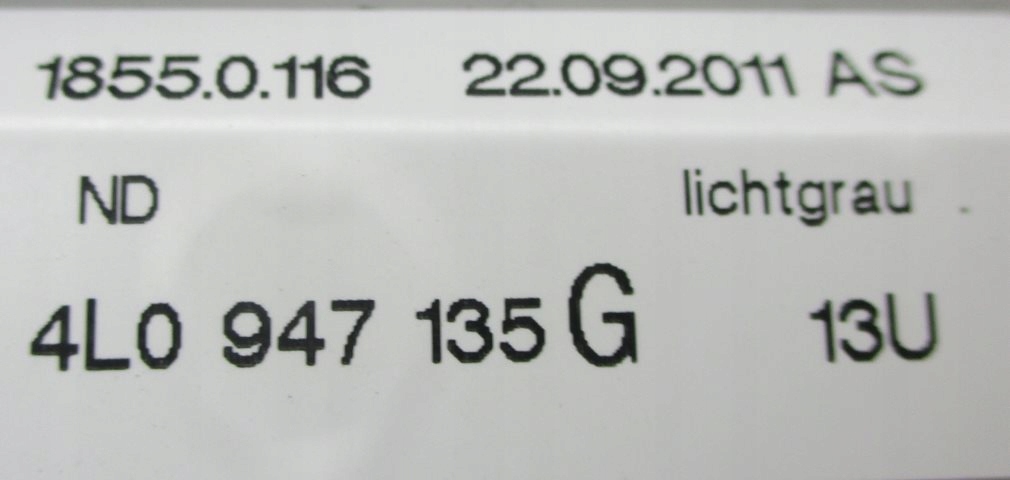 1855.0.116 22.09.2011 AS
ND lichtgrau
4L0 947 135 G 13U